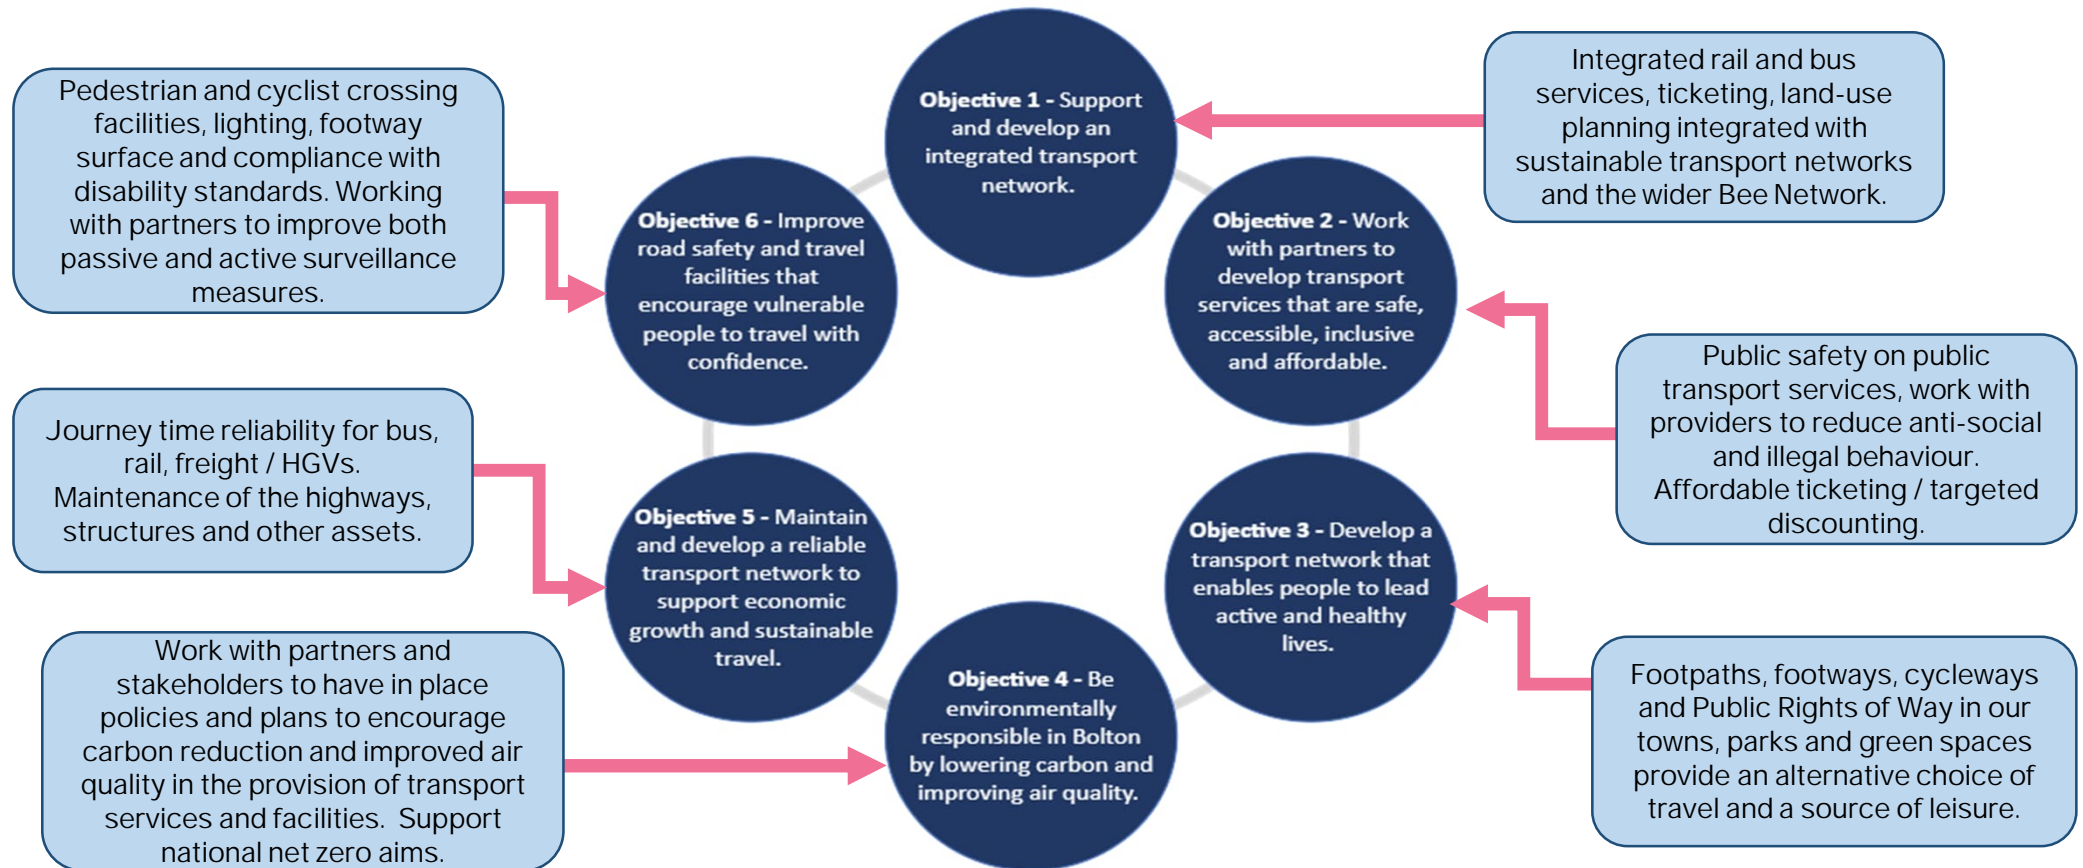 Objective 1 - Support
and develop an
integrated transport
network.
Integrated rail and bus
services, ticketing, land-use
planning integrated with
sustainable transport networks
and the wider Bee Network.
Objective 2 - Work
with partners to
develop transport
services that are safe,
accessible, inclusive
and affordable.
Public safety on public
transport services, work with
providers to reduce anti-social
and illegal behaviour.
Affordable ticketing / targeted
discounting.
Objective 3 - Develop a
transport network that
enables people to lead
active and healthy
lives.
Footpaths, footways, cycleways
and Public Rights of Way in our
towns, parks and green spaces
provide an alternative choice of
travel and a source of leisure.
Objective 4 - Be
environmentally
responsible in Bolton
by lowering carbon and
improving air quality.
Work with partners and
stakeholders to have in place
policies and plans to encourage
carbon reduction and improved air
quality in the provision of transport
services and facilities. Support
national net zero aims.
Objective 5 - Maintain
and develop a reliable
transport network to
support economic
growth and sustainable
travel.
Journey time reliability for bus,
rail, freight / HGVs.
Maintenance of the highways,
structures and other assets.
Objective 6 - Improve
road safety and travel
facilities that
encourage vulnerable
people to travel with
confidence.
Pedestrian and cyclist crossing
facilities, lighting, footway
surface and compliance with
disability standards. Working
with partners to improve both
passive and active surveillance
measures.